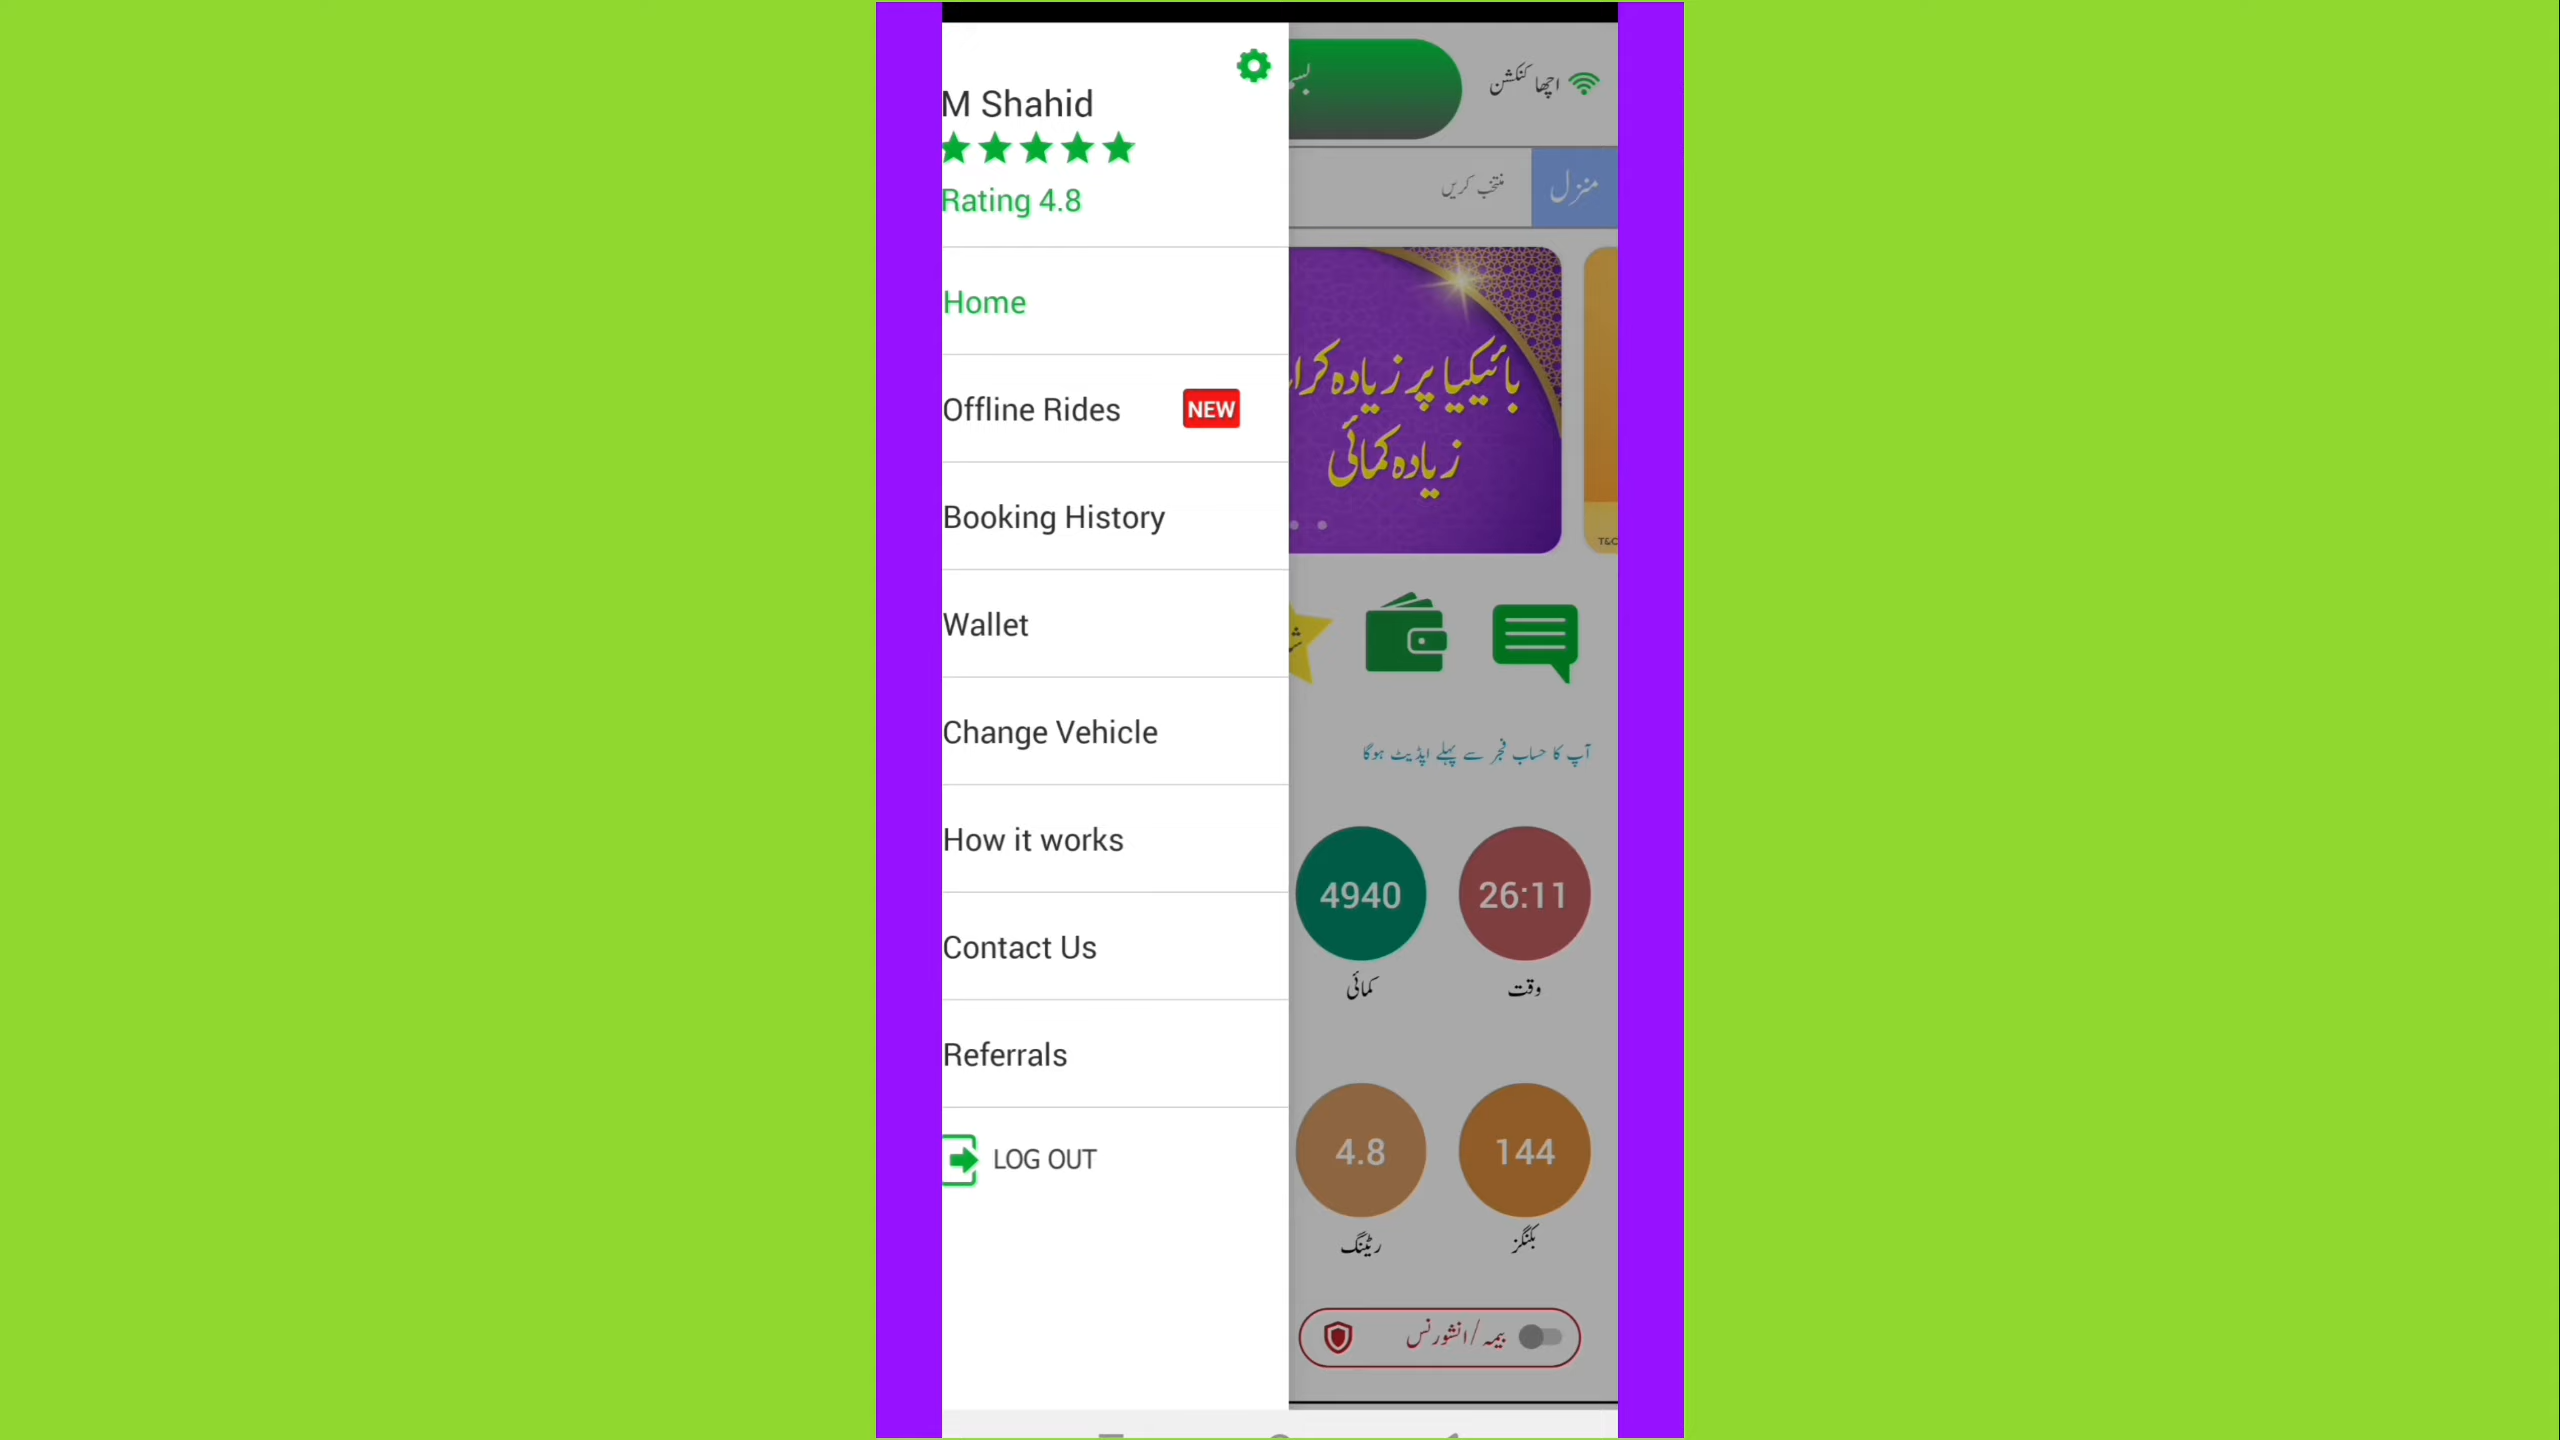 M Shahid
Rating 4.8
Home
Offline Rides NEW
Booking History
Wallet
Change Vehicle
How it works
Contact Us
Referrals
LOG OUT
اچھا کنکشن
منزل
منتخب کریں
بائیکیا پر زیادہ
زیادہ کمائی
T&C
آپ کا حساب فجر سے پہلے اپڈیٹ ہوگا
26:11
4940
وقت
کمائی
144
4.8
بکنگز
ریٹنگ
بیمہ/انشورنس